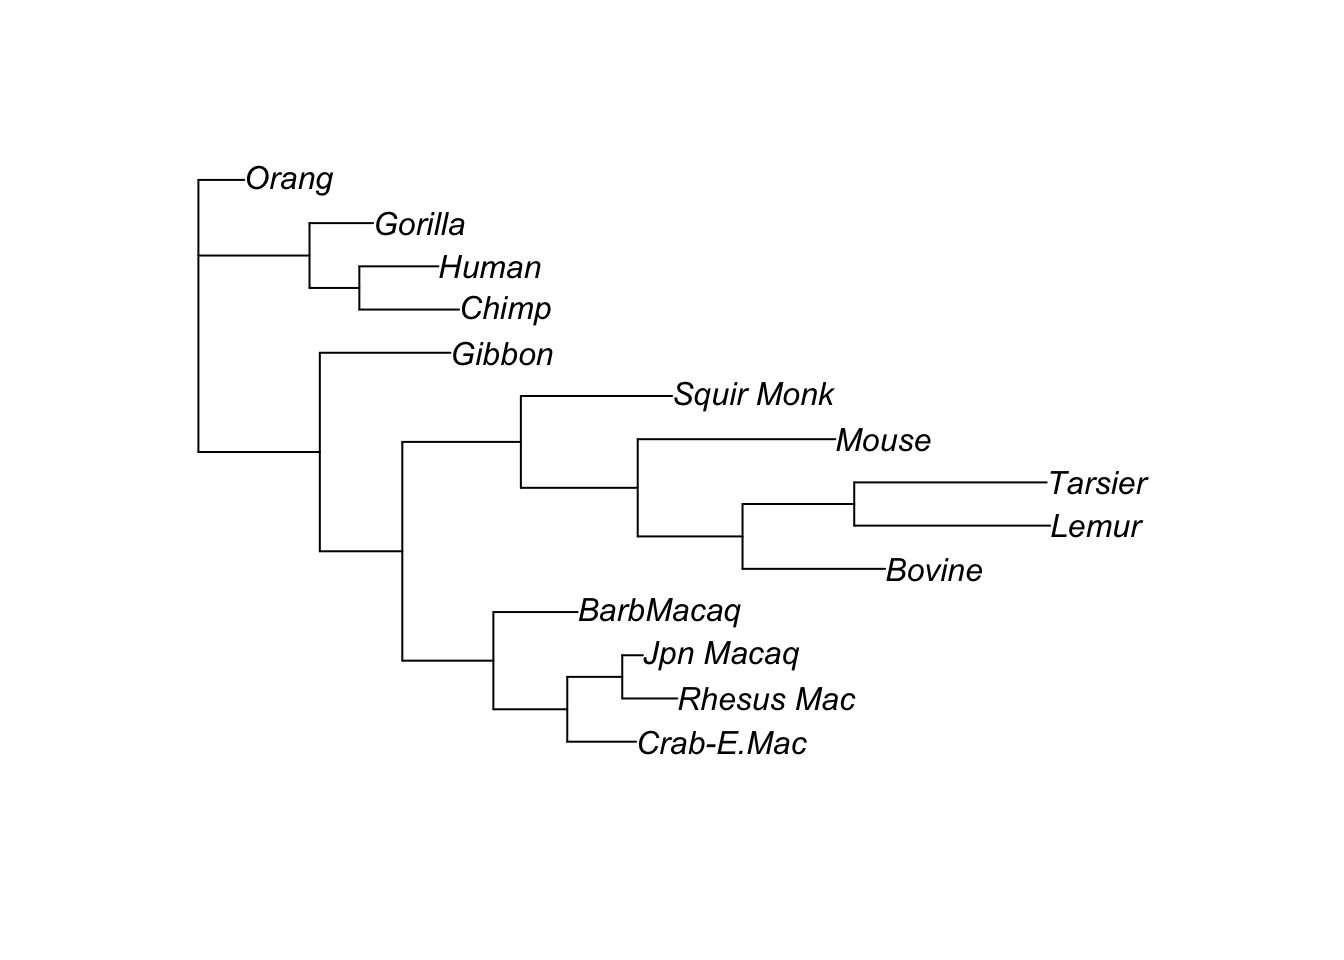 Orang
Gorilla
Human
Chimp
Gibbon
Squir Monk
Mouse
Tarsier
Lemur
Bovine
BarbMacaq
Jpn Macaq
Rhesus Mac
Crab-E.Mac